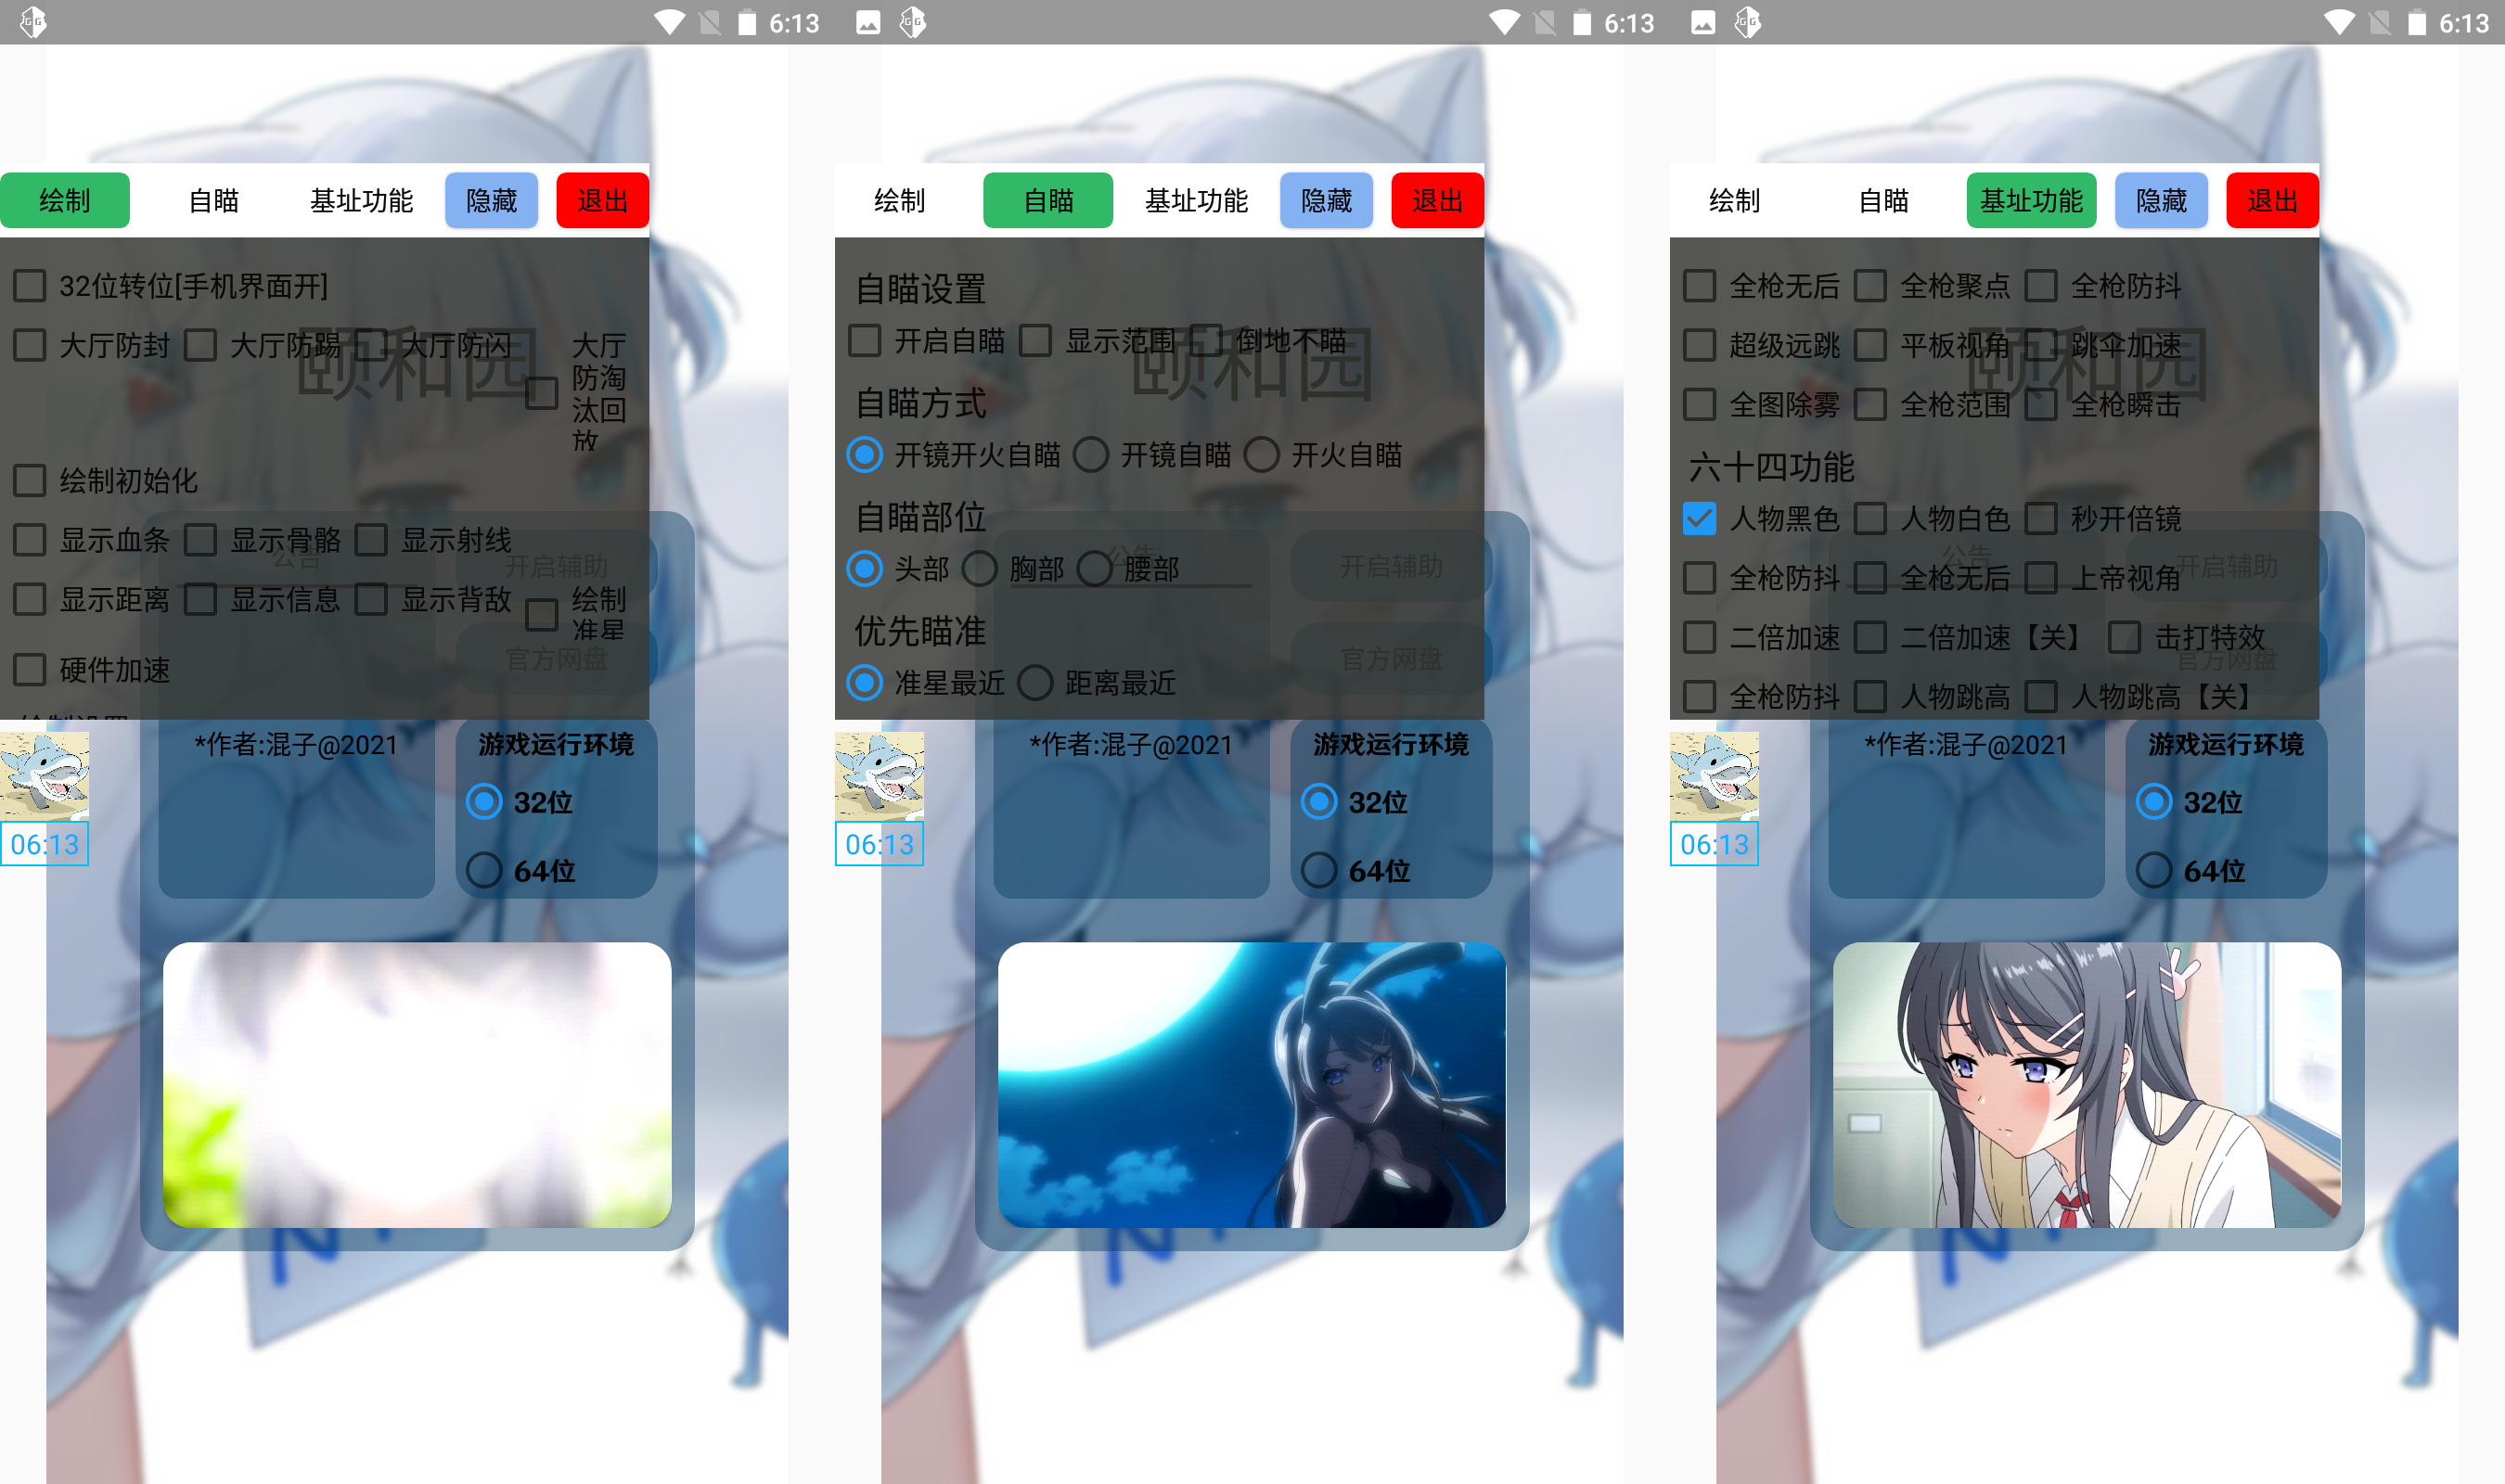 6:13
绘制 自瞄 基址功能 隐藏 退出
32位转位[手机界面开]
大厅防封 大厅防踢 大厅防闪 大厅
防淘
汰回
放
颐和园
绘制初始化
显示血条 显示骨骼 显示射线
公告
开启辅助
显示距离 显示信息 显示背敌 绘制
准星
官方网盘
硬件加速
绘制设置
*作者:混子@2021
游戏运行环境
32位
64位
06:13
6:13
绘制 自瞄 基址功能 隐藏 退出
自瞄设置
开启自瞄 显示范围 倒地不瞄
颐和园
自瞄方式
开镜开火自瞄 开镜自瞄 开火自瞄
自瞄部位
公告
开启辅助
头部 胸部 腰部
优先瞄准
官方网盘
准星最近 距离最近
*作者:混子@2021
游戏运行环境
32位
64位
06:13
6:13
绘制 自瞄 基址功能 隐藏 退出
全枪无后 全枪聚点 全枪防抖
超级远跳 平板视角 跳伞加速
颐和园
全图除雾 全枪范围 全枪瞬击
六十四功能
人物黑色 人物白色 秒开倍镜
公告
开启辅助
全枪防抖 全枪无后 上帝视角
二倍加速 二倍加速【关】 击打特效
官方网盘
全枪防抖 人物跳高 人物跳高【关】
*作者:混子@2021
游戏运行环境
32位
64位
06:13